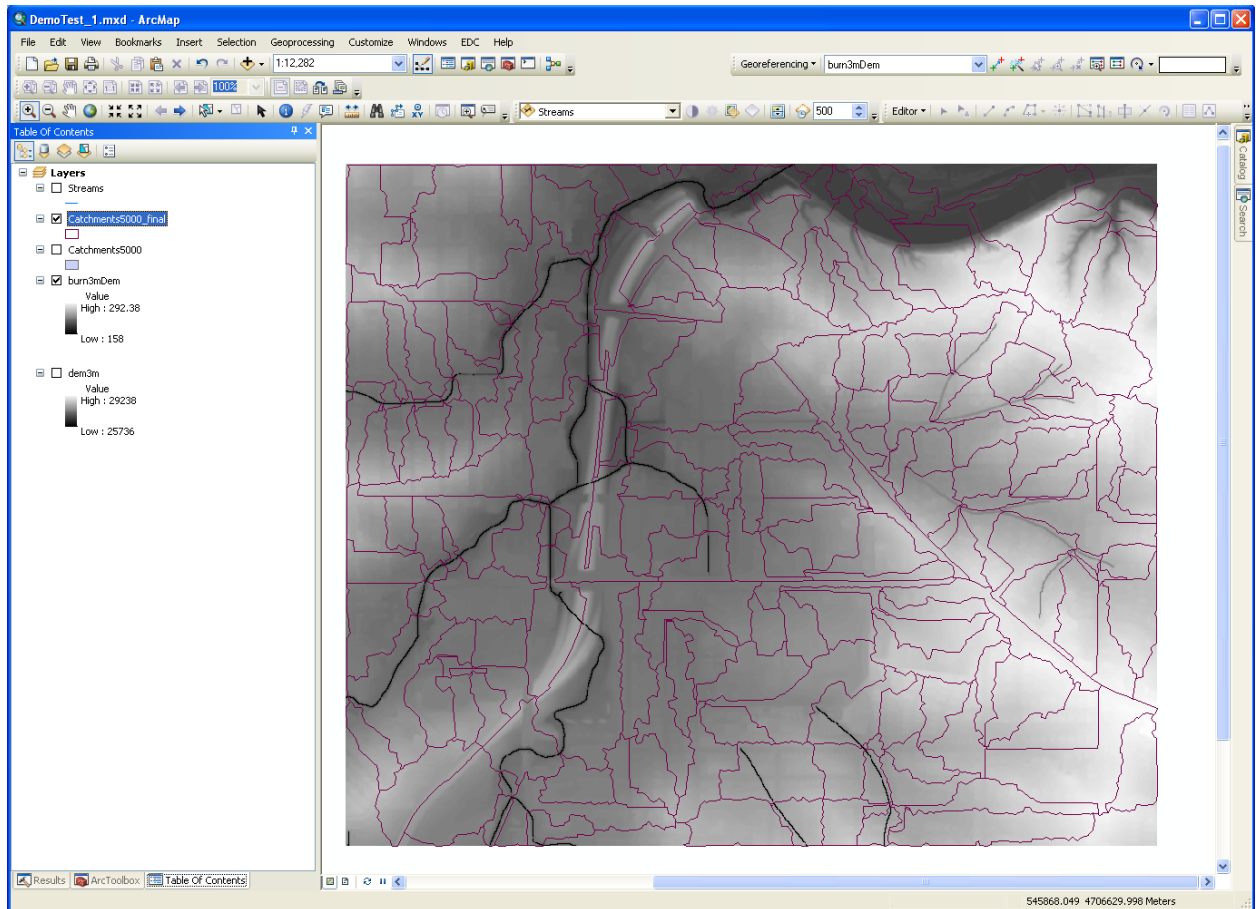 DemoTest_1.mxd - ArcMap
File Edit View Bookmarks Insert Selection Geoprocessing Customize Windows EDC Help
1:12,282 Georeferencing burn3mDem
100%
Streams 500 Editor
Table Of Contents
Layers
Streams
Catchments5000_final
Catchments5000
burn3mDem
Value
High : 292.38
Low : 158
dem3m
Value
High : 29238
Low : 25736
Catalog
Search
Results ArcToolbox Table Of Contents
545868.049 4706629.998 Meters